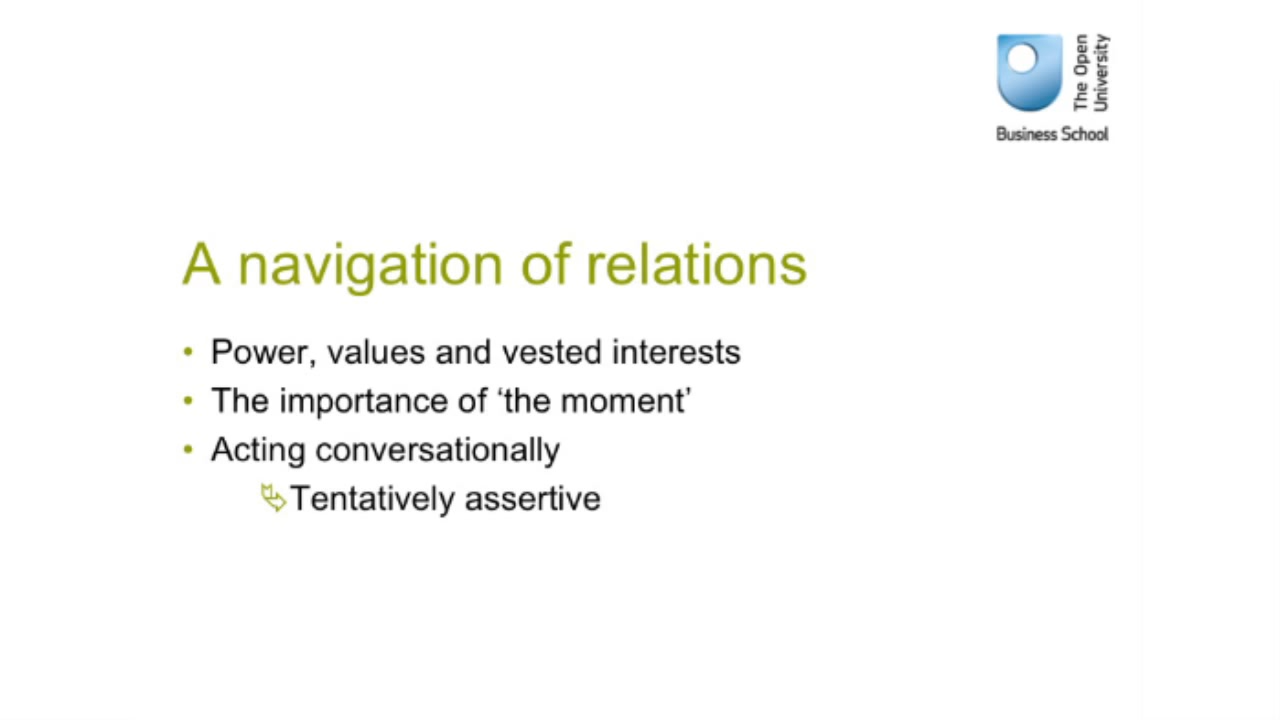 The Open
University
Business School
A navigation of relations
• Power, values and vested interests
• The importance of ‘the moment’
• Acting conversationally
Tentatively assertive